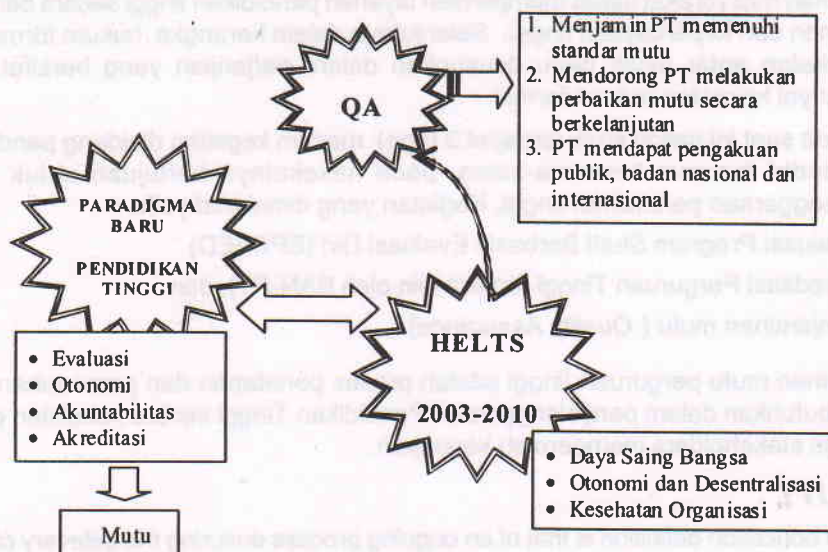 1. Menjamin PT memenuhi
standar mutu
2. Mendorong PT melakukan
perbaikan mutu secara
berkelanjutan
3. PT mendapat pengakuan
publik, badan nasional dan
internasional
QA
PARADIGMA
BARU
PENDIDIKAN
TINGGI
HELTS
2003-2010
• Evaluasi
• Otonomi
• Akuntabilitas
• Akreditasi
• Daya Saing Bangsa
• Otonomi dan Desentralisasi
• Kesehatan Organisasi
Mutu